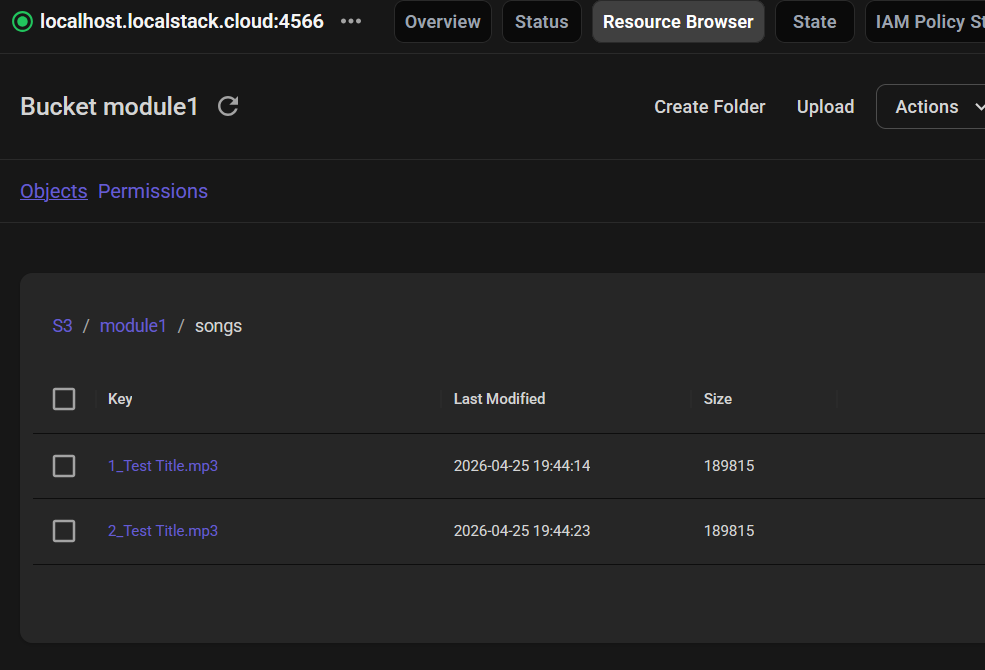 localhost.localstack.cloud:4566 ••• Overview Status Resource Browser State IAM Policy St
Bucket module1 Create Folder Upload Actions
Objects Permissions
S3 / module1 / songs
Key Last Modified Size
1_Test Title.mp3 2026-04-25 19:44:14 189815
2_Test Title.mp3 2026-04-25 19:44:23 189815